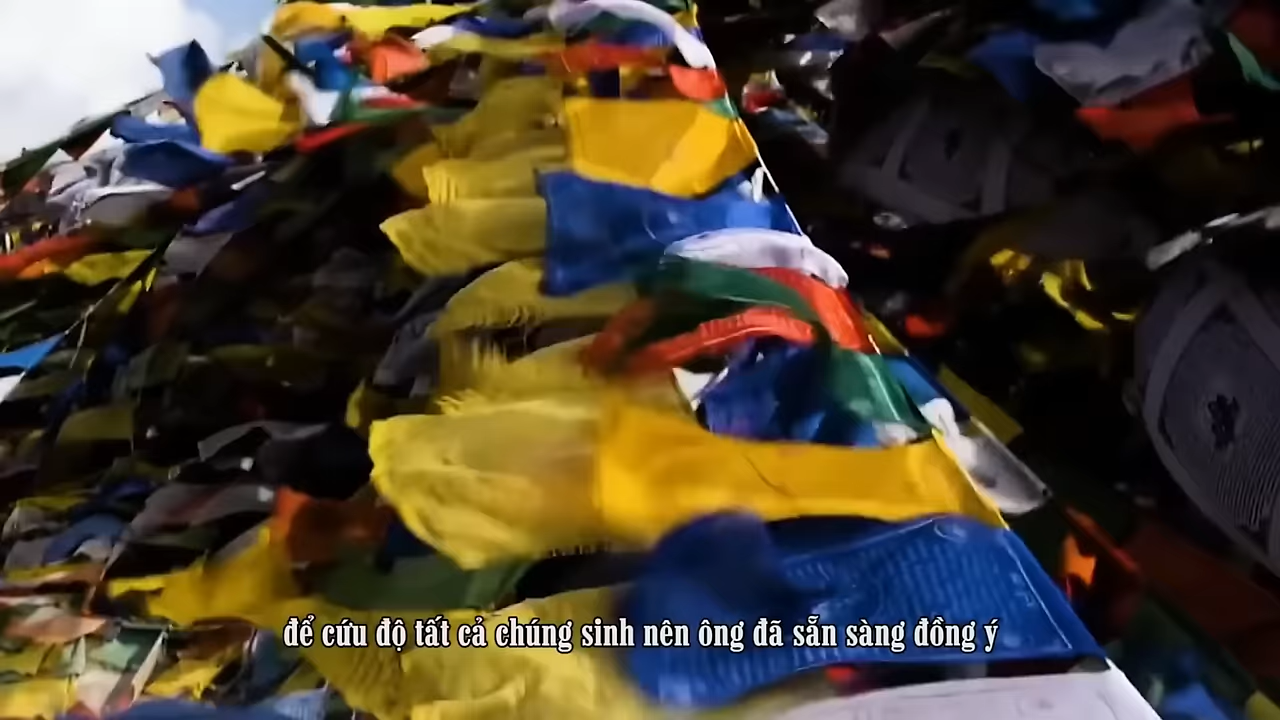 để cứu độ tất cả chúng sinh nên ông đã sẵn sàng đồng ý